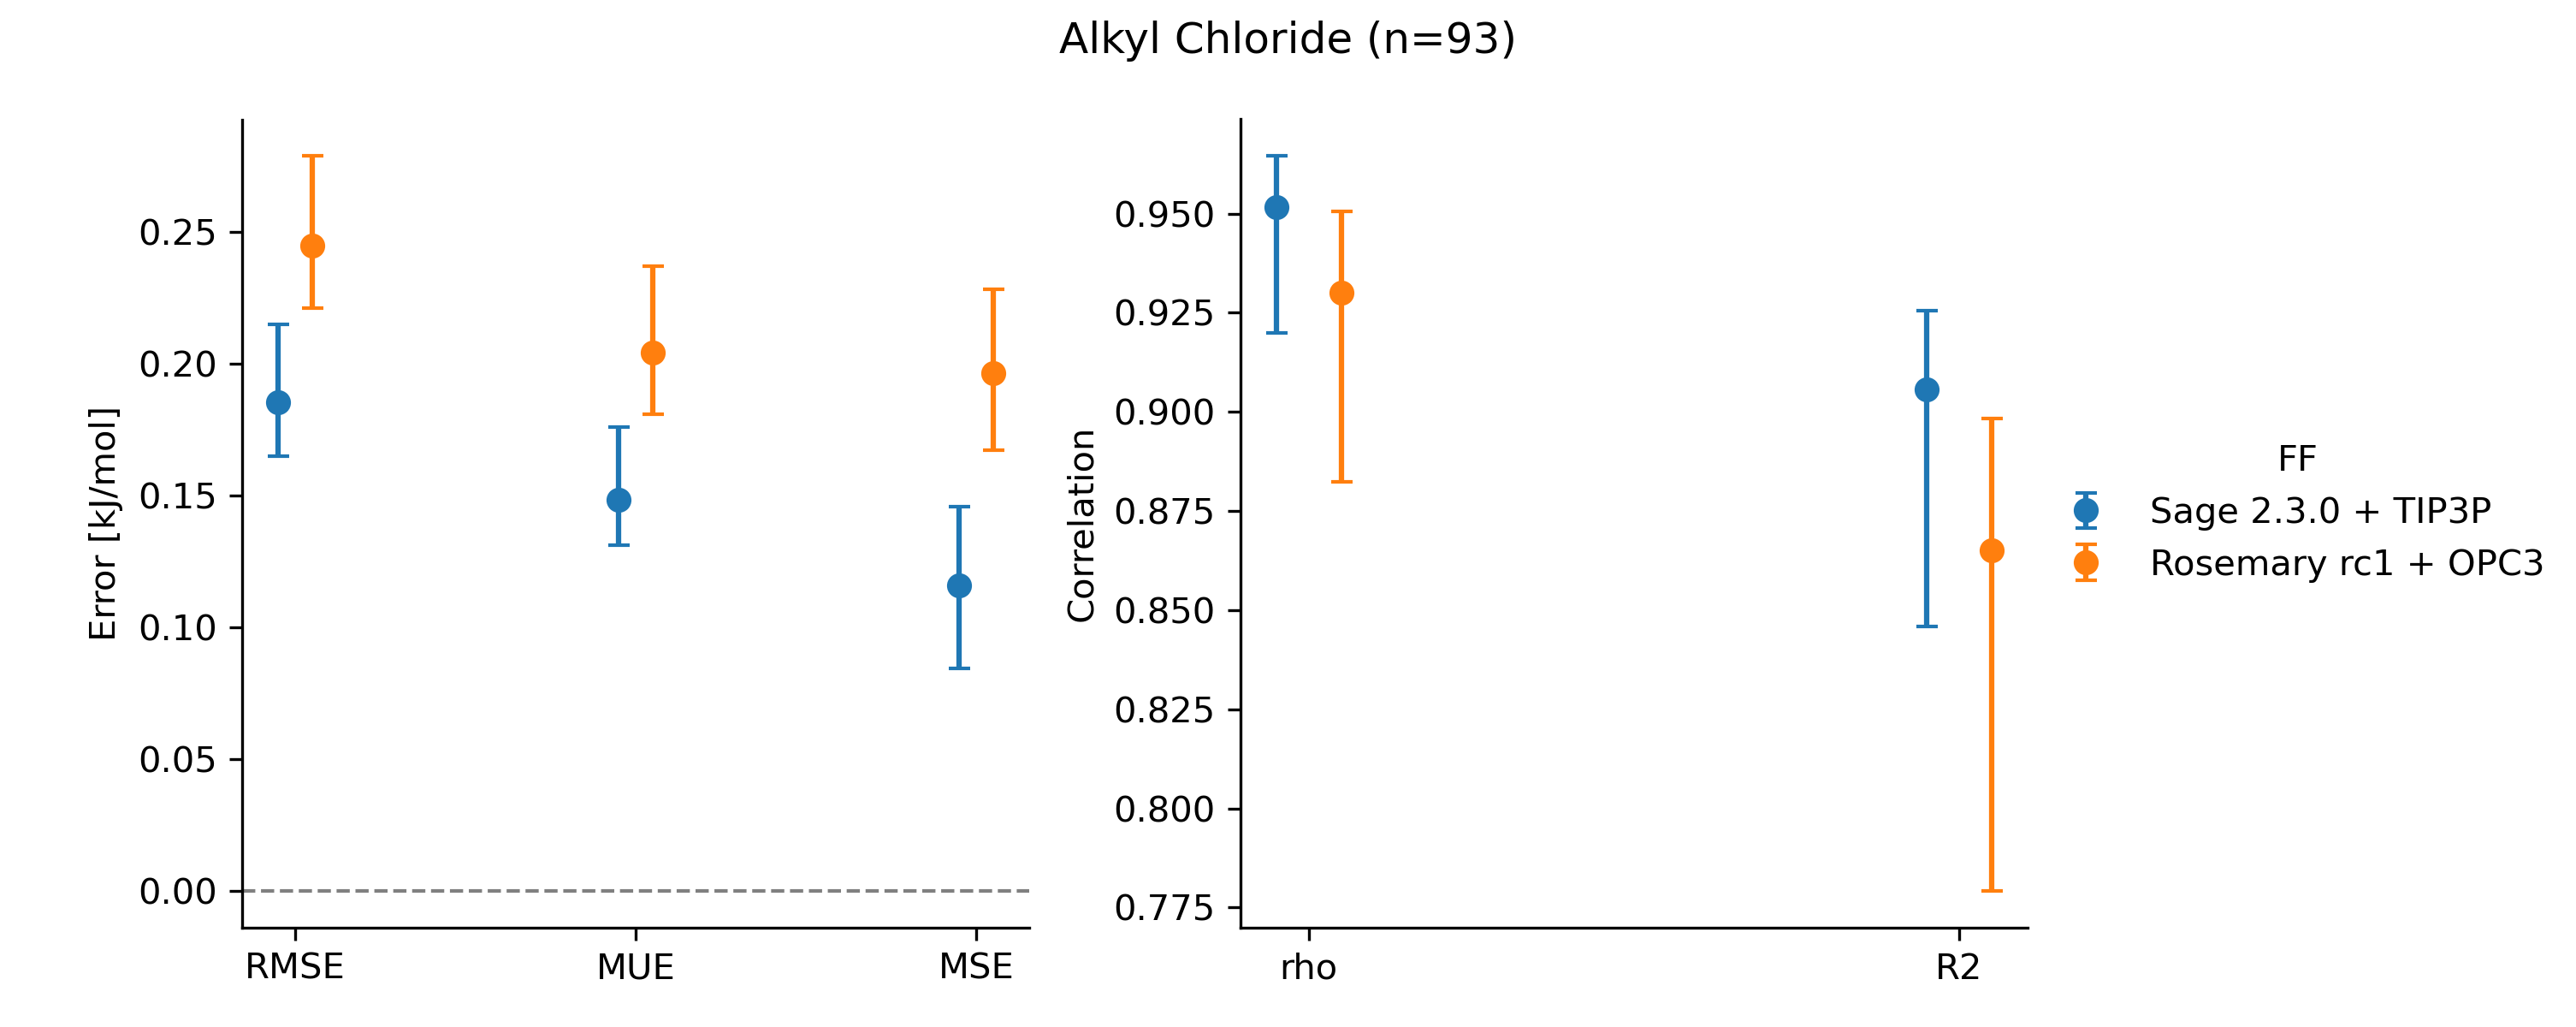 Alkyl Chloride (n=93)
Error [kJ/mol]
0.25
0.20
0.15
0.10
0.05
0.00
RMSE
MUE
MSE
Correlation
0.950
0.925
0.900
0.875
0.850
0.825
0.800
0.775
rho
R2
FF
Sage 2.3.0 + TIP3P
Rosemary rc1 + OPC3